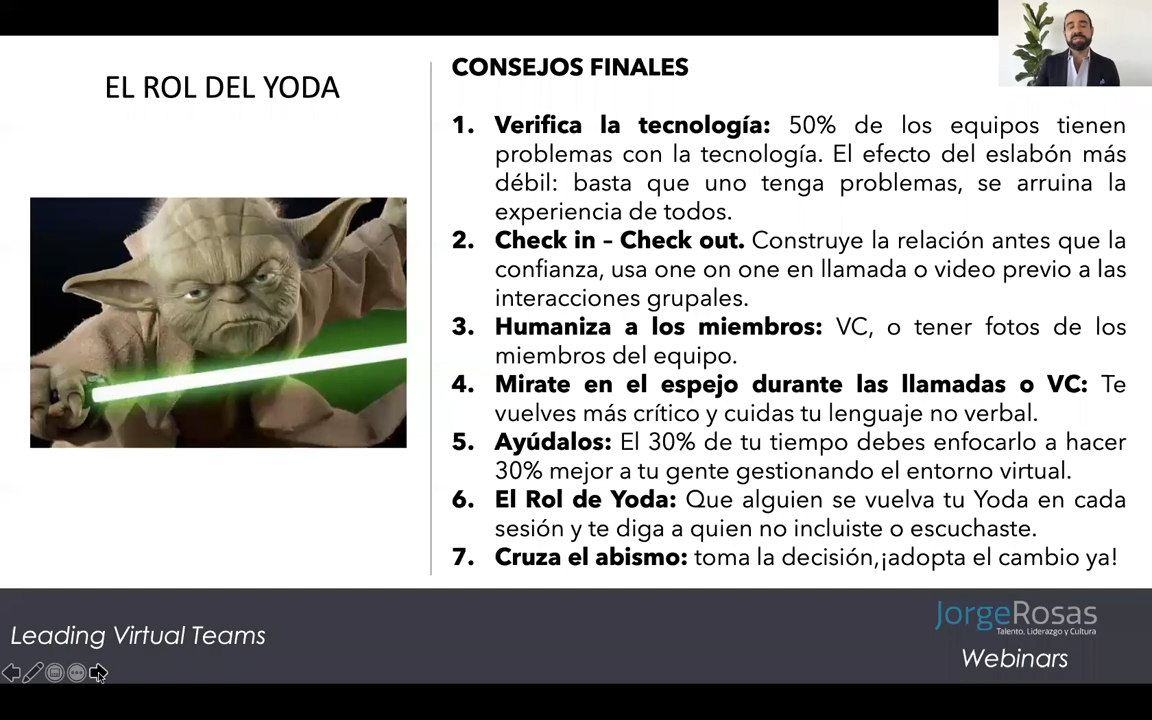 EL ROL DEL YODA
CONSEJOS FINALES
1. Verifica la tecnología: 50% de los equipos tienen
problemas con la tecnología. El efecto del eslabón más
débil: basta que uno tenga problemas, se arruina la
experiencia de todos.
2. Check in – Check out. Construye la relación antes que la
confianza, usa one on one en llamada o video previo a las
interacciones grupales.
3. Humaniza a los miembros: VC, o tener fotos de los
miembros del equipo.
4. Mirate en el espejo durante las llamadas o VC: Te
vuelves más crítico y cuidas tu lenguaje no verbal.
5. Ayúdalos: El 30% de tu tiempo debes enfocarlo a hacer
30% mejor a tu gente gestionando el entorno virtual.
6. El Rol de Yoda: Que alguien se vuelva tu Yoda en cada
sesión y te diga a quien no incluiste o escuchaste.
7. Cruza el abismo: toma la decisión,¡adopta el cambio ya!
Leading Virtual Teams
JorgeRosas
Talento, Liderazgo y Cultura
Webinars